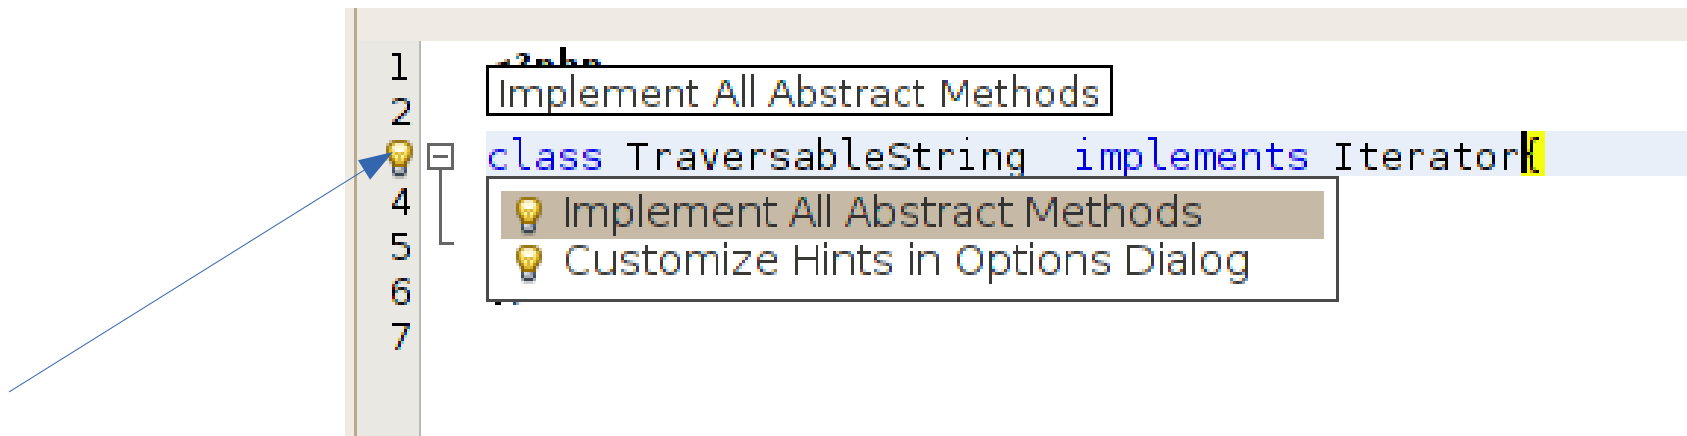 1 <?php
Implement All Abstract Methods
2
class TraversableString  implements Iterator{
4 Implement All Abstract Methods
5 Customize Hints in Options Dialog
6
7